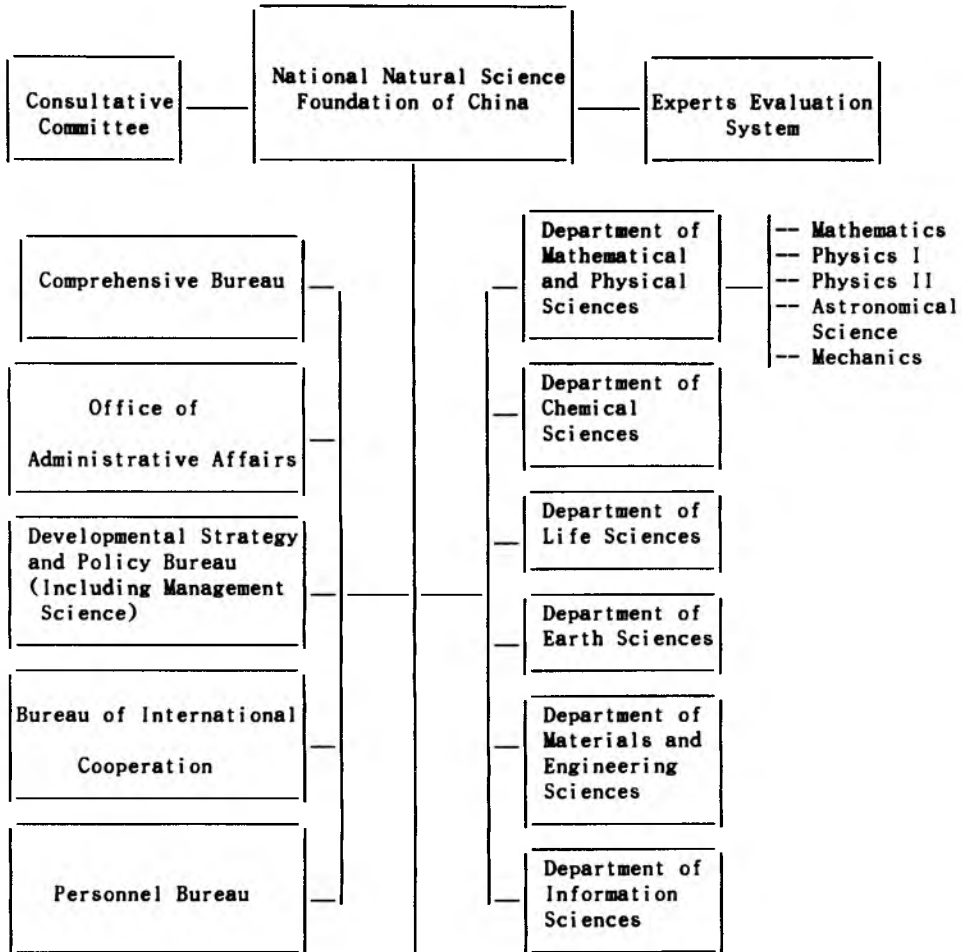 National Natural Science
Foundation of China
Consultative
Committee
Experts Evaluation
System
Comprehensive Bureau
Office of
Administrative Affairs
Developmental Strategy
and Policy Bureau
(Including Management
Science)
Bureau of International
Cooperation
Personnel Bureau
Department of
Mathematical
and Physical
Sciences
-- Mathematics
-- Physics I
-- Physics II
-- Astronomical
Science
-- Mechanics
Department of
Chemical
Sciences
Department of
Life Sciences
Department of
Earth Sciences
Department of
Materials and
Engineering
Sciences
Department of
Information
Sciences